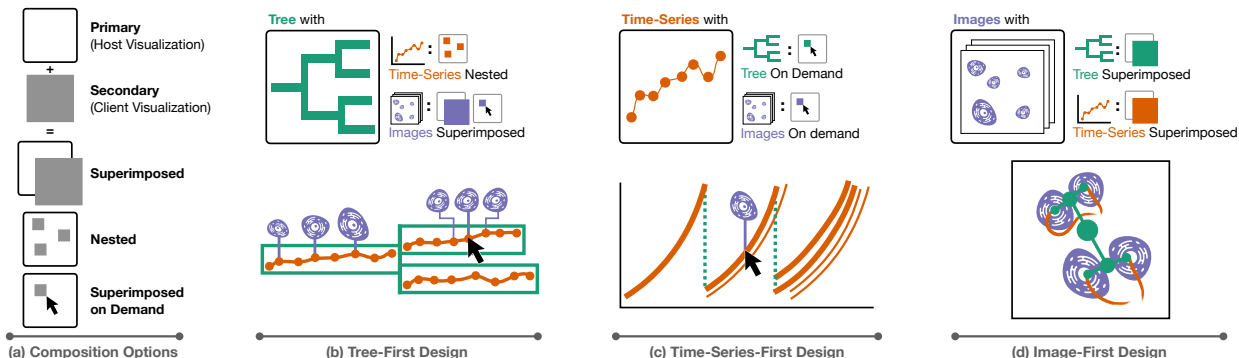 Primary
(Host Visualization)
+
Secondary
(Client Visualization)
=
Superimposed
Nested
Superimposed
on Demand
(a) Composition Options
Tree with
:
Time-Series Nested
:
Images Superimposed
(b) Tree-First Design
Time-Series with
:
Tree On Demand
:
Images On demand
(c) Time-Series-First Design
Images with
:
Tree Superimposed
:
Time-Series Superimposed
(d) Image-First Design